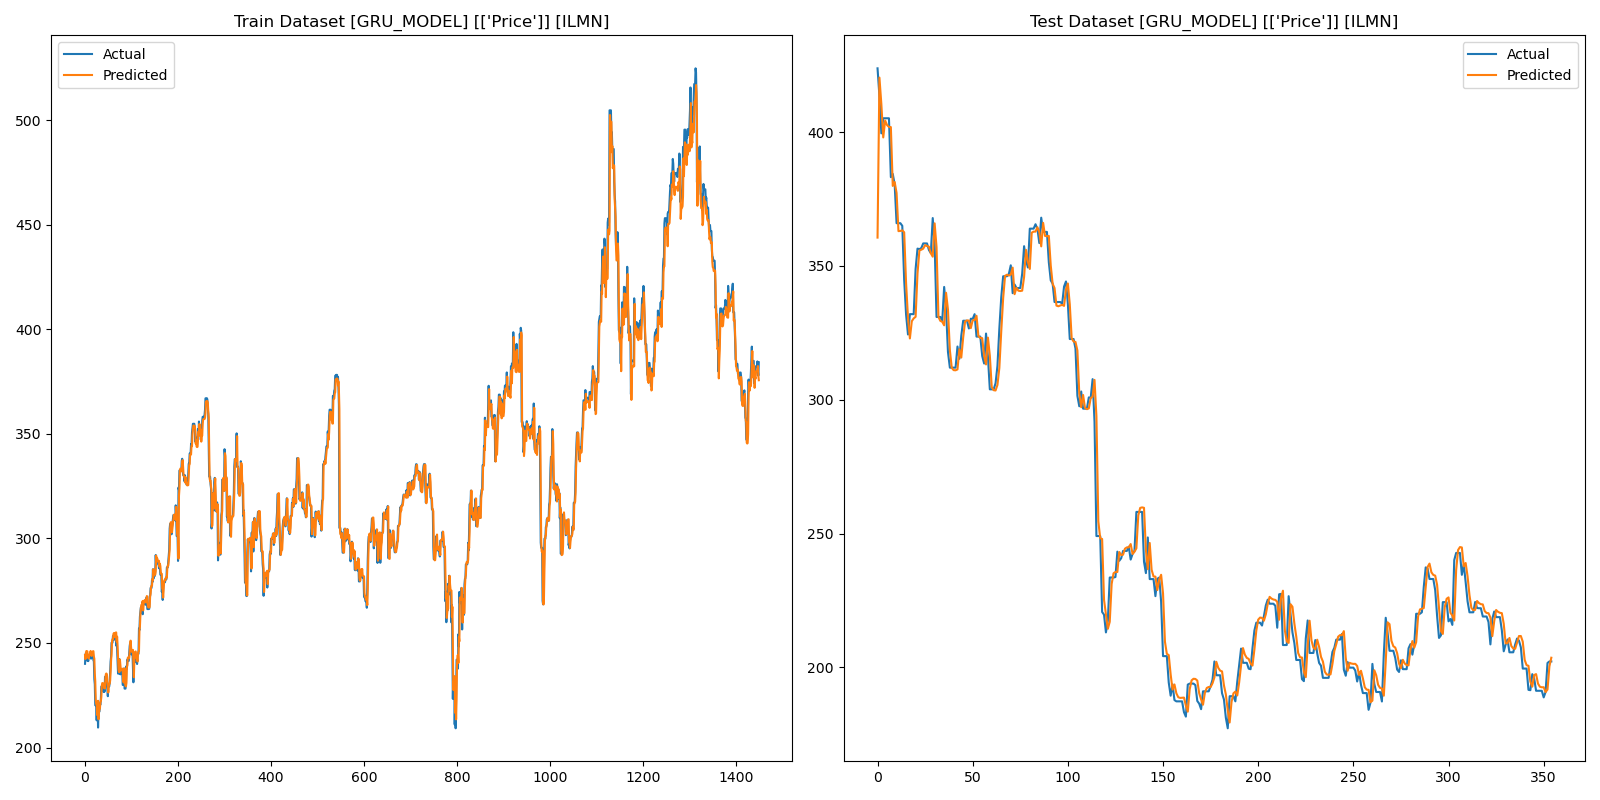 Train Dataset [GRU_MODEL] [['Price']] [ILMN]
Actual
Predicted
500
450
400
350
300
250
200
0 200 400 600 800 1000 1200 1400
Test Dataset [GRU_MODEL] [['Price']] [ILMN]
Actual
Predicted
400
350
300
250
200
0 50 100 150 200 250 300 350